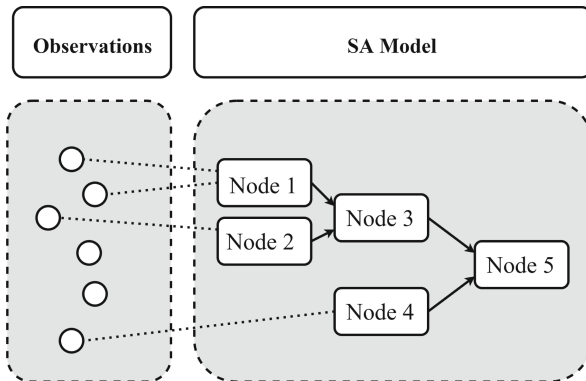 Observations
SA Model
Node 1
Node 2
Node 3
Node 4
Node 5